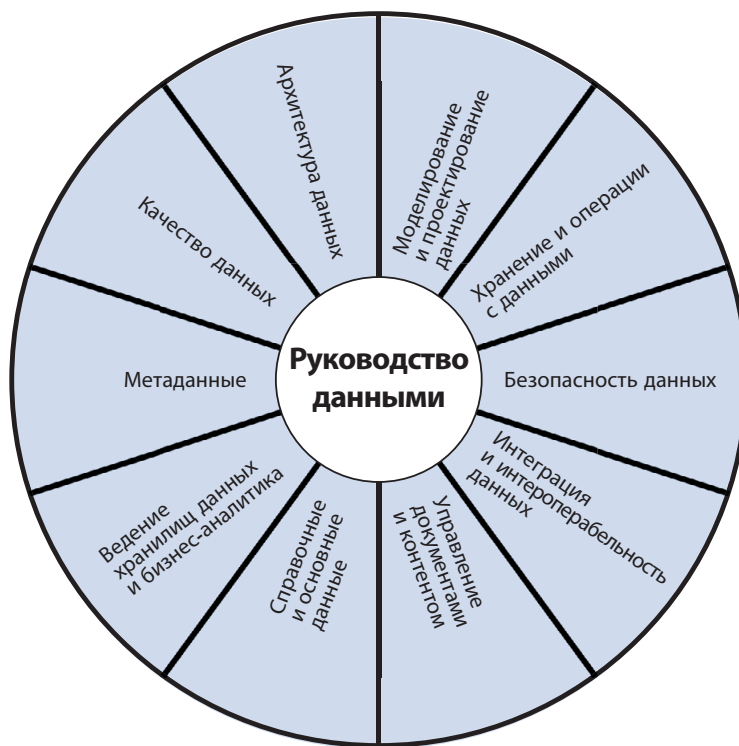 Архитектура данных
Моделирование
и проектирование
данных
Хранение и операции
с данными
Безопасность данных
Интеграция
и интероперабельность
данных
Управление
документами
и контентом
Справочные
и основные
данные
Ведение
хранилищ данных
и бизнес-аналитика
Метаданные
Качество данных
Руководство
данными